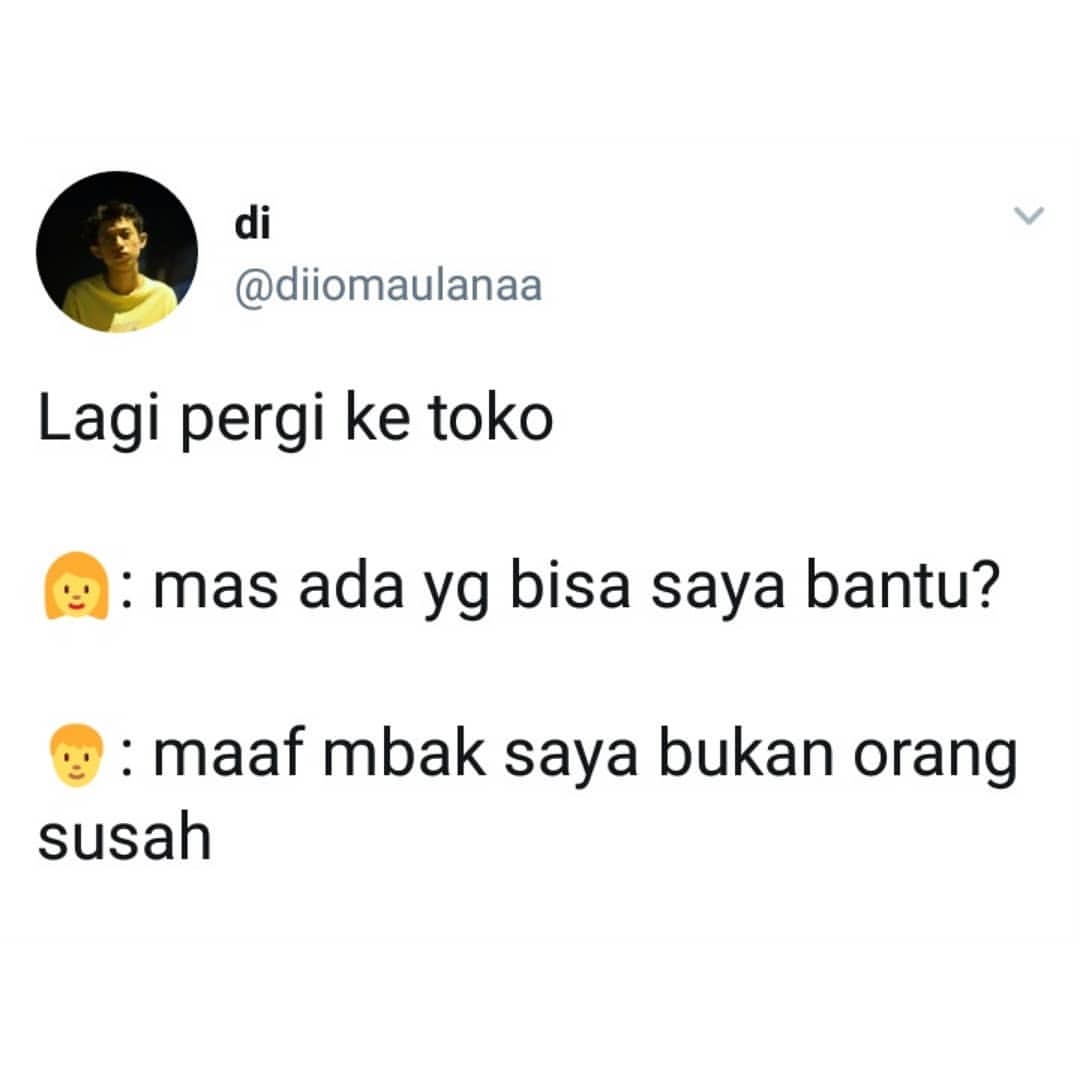 di
@diiomaulanaa
Lagi pergi ke toko
👩: mas ada yg bisa saya bantu?
👨: maaf mbak saya bukan orang
susah